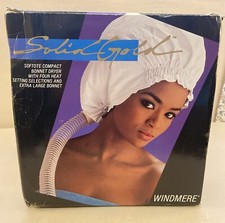 Solid Gold
SOFTOTE COMPACT
BONNET DRYER
WITH FOUR HEAT
SETTING SELECTIONS AND
EXTRA LARGE BONNET
WINDMERE